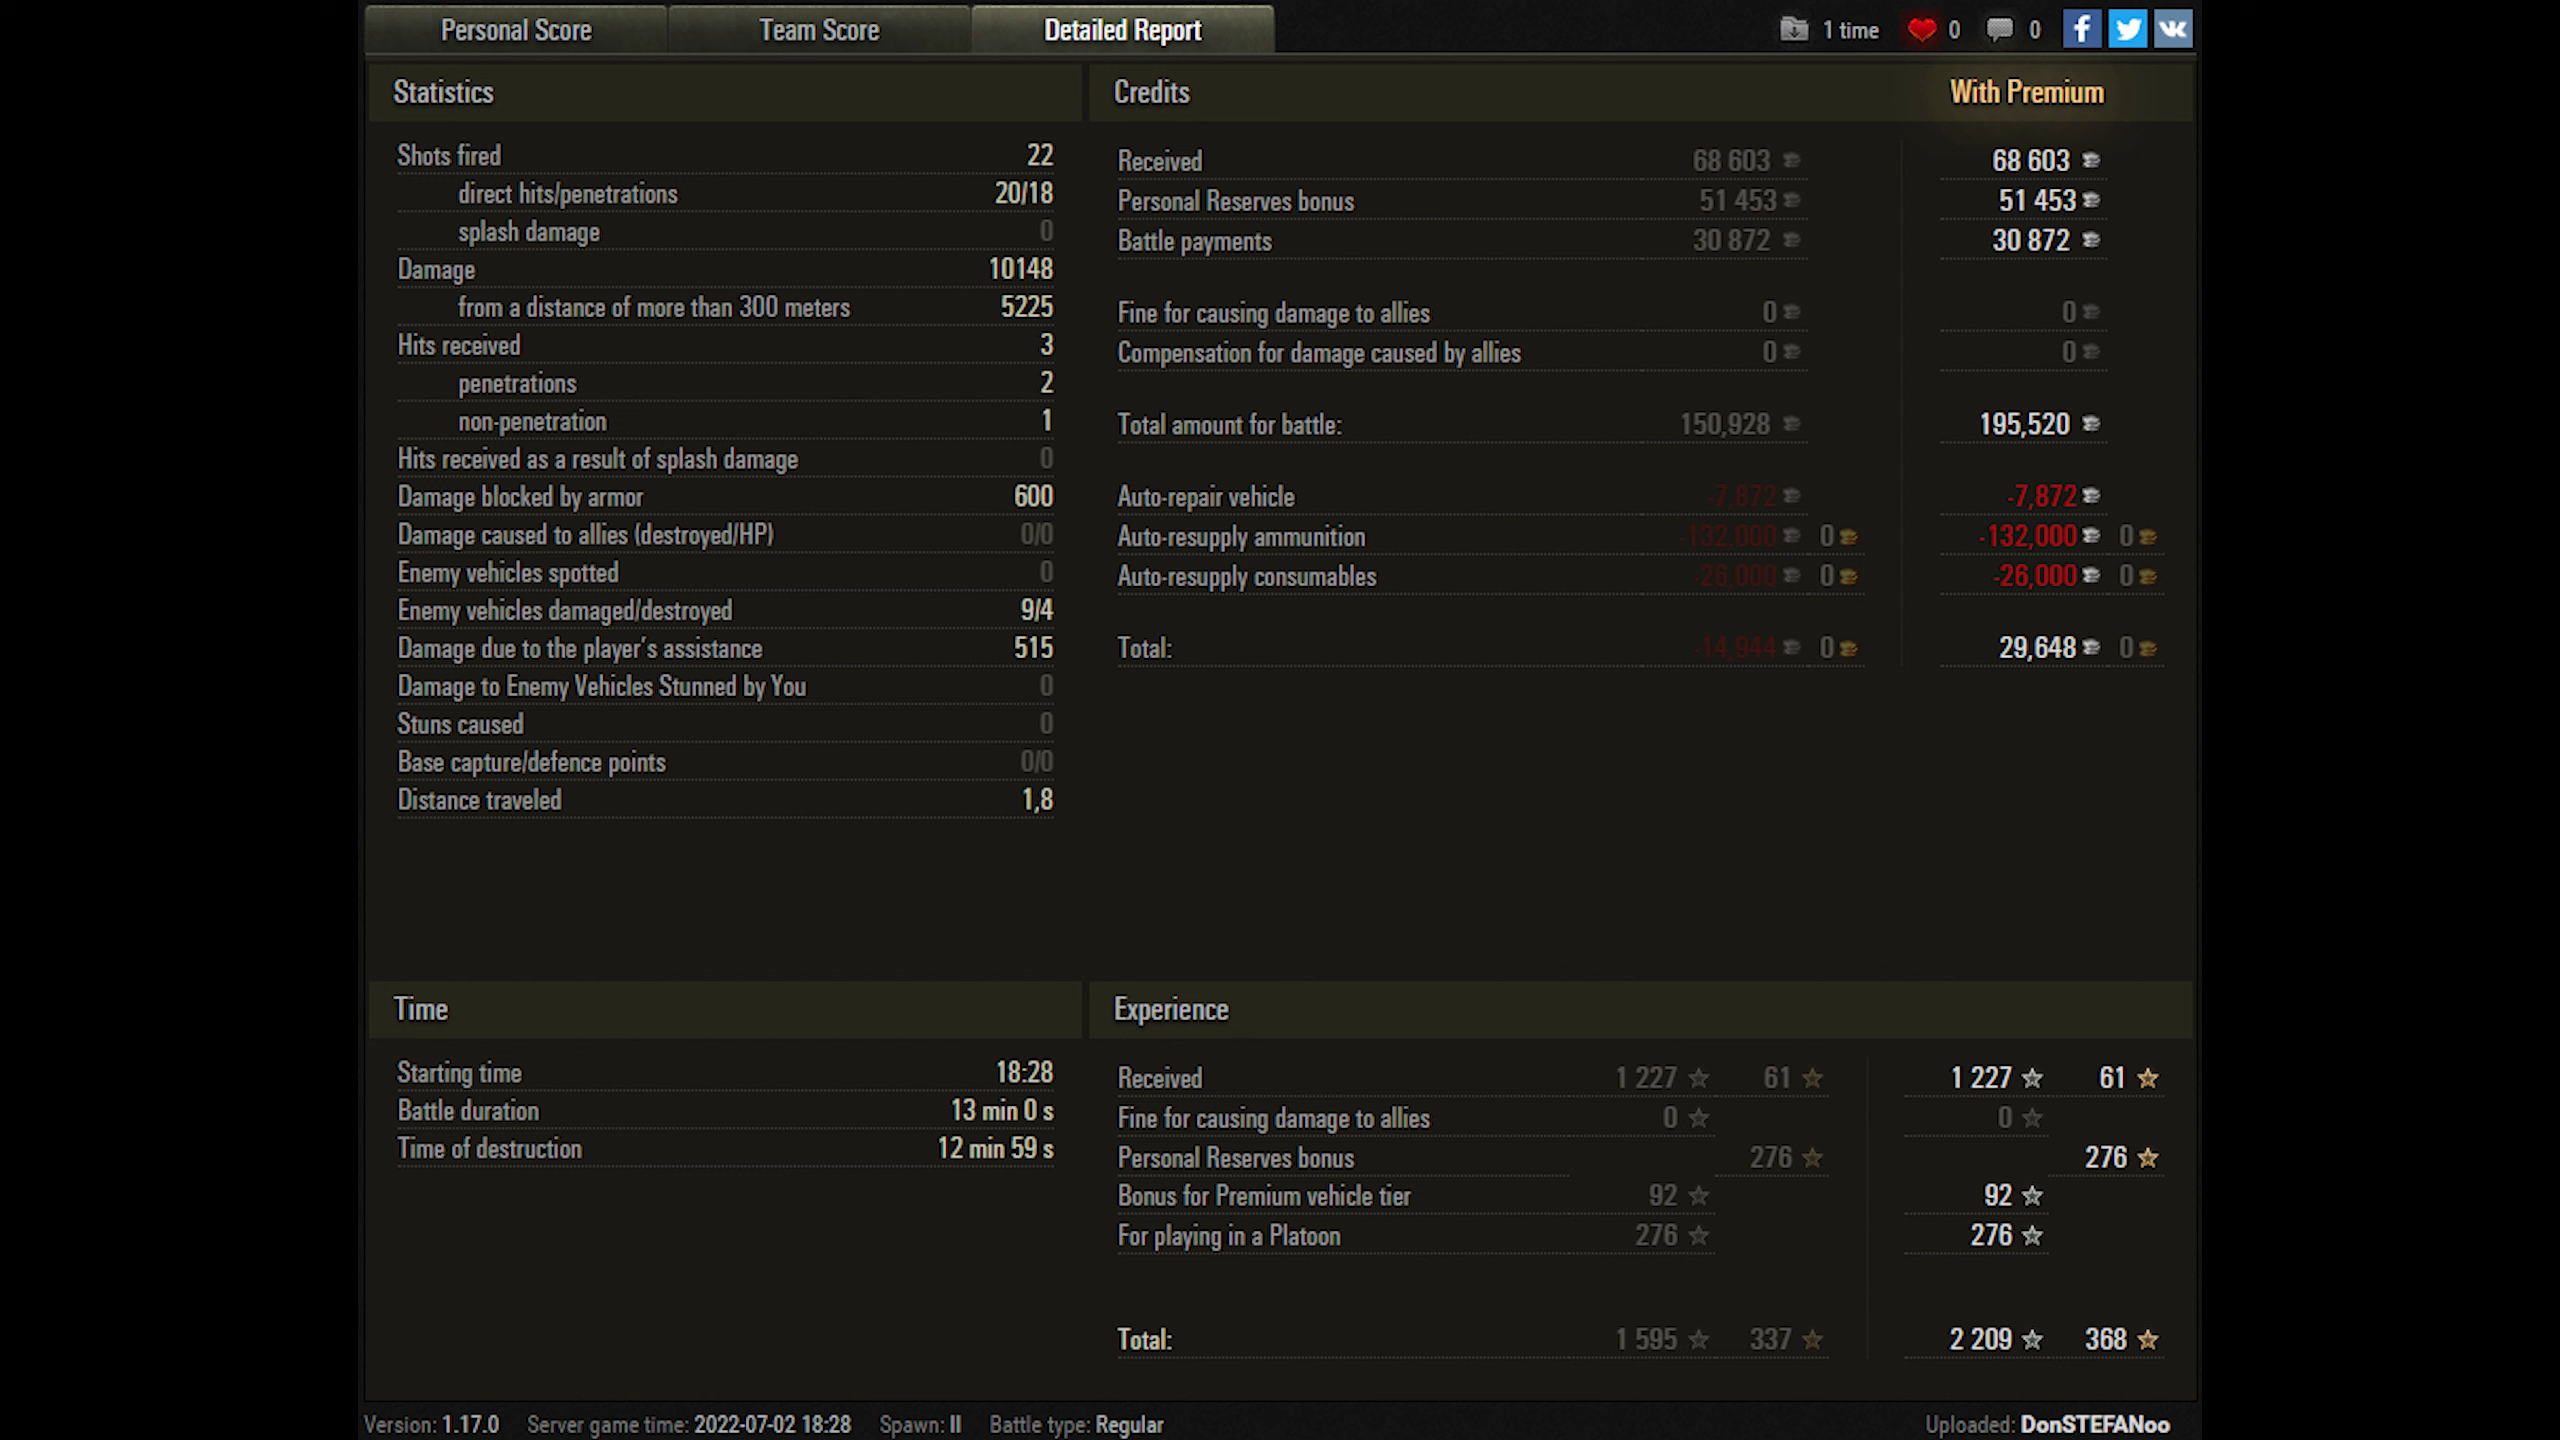 Personal Score Team Score Detailed Report 1 time 0 0
Statistics
Shots fired 22
direct hits/penetrations 20/18
splash damage 0
Damage 10148
from a distance of more than 300 meters 5225
Hits received 3
penetrations 2
non-penetration 1
Hits received as a result of splash damage 0
Damage blocked by armor 600
Damage caused to allies (destroyed/HP) 0/0
Enemy vehicles spotted 0
Enemy vehicles damaged/destroyed 9/4
Damage due to the player's assistance 515
Damage to Enemy Vehicles Stunned by You 0
Stuns caused 0
Base capture/defence points 0/0
Distance traveled 1,8
Credits With Premium
Received 68 603 68 603
Personal Reserves bonus 51 453 51 453
Battle payments 30 872 30 872
Fine for causing damage to allies 0 0
Compensation for damage caused by allies 0 0
Total amount for battle: 150,928 195,520
Auto-repair vehicle -7,872 -7,872
Auto-resupply ammunition -132,000 0 -132,000 0
Auto-resupply consumables -26,000 0 -26,000 0
Total: -14,944 0 29,648 0
Time
Starting time 18:28
Battle duration 13 min 0 s
Time of destruction 12 min 59 s
Experience
Received 1 227 61 1 227 61
Fine for causing damage to allies 0 0
Personal Reserves bonus 276 276
Bonus for Premium vehicle tier 92 92
For playing in a Platoon 276 276
Total: 1 595 337 2 209 368
Version: 1.17.0 Server game time: 2022-07-02 18:28 Spawn: II Battle type: Regular Uploaded: DonSTEFANoo